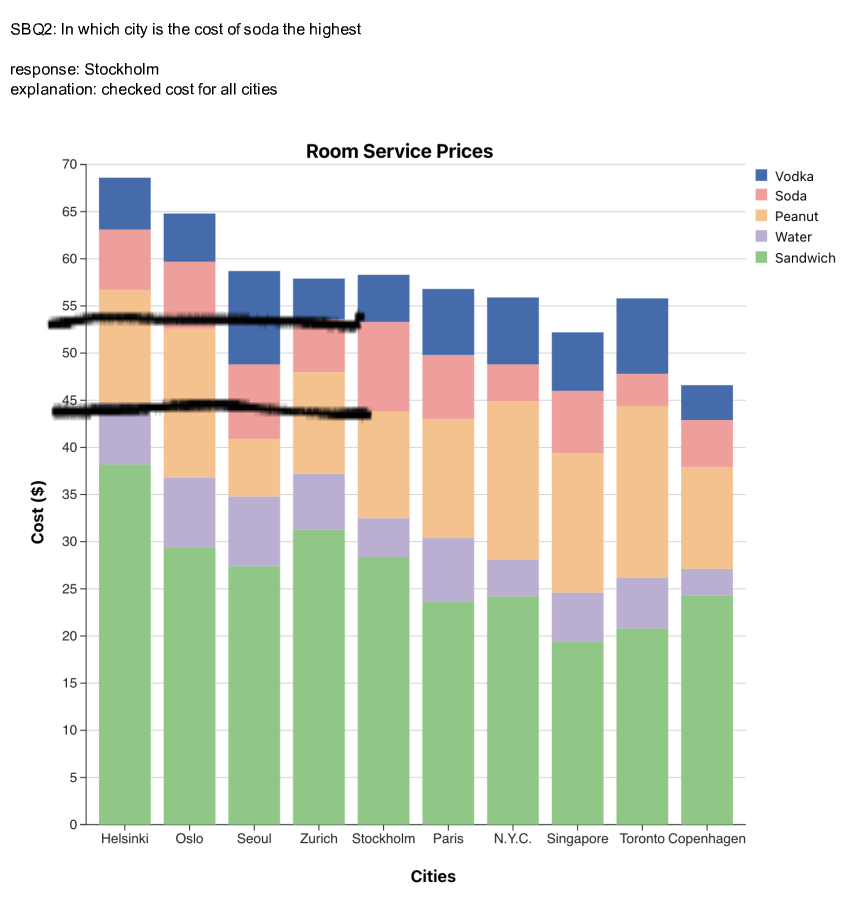 SBQ2: In which city is the cost of soda the highest
response: Stockholm
explanation: checked cost for all cities
Room Service Prices
70
65
60
55
50
45
40
35
30
25
20
15
10
5
0
Cost ($)
Vodka
Soda
Peanut
Water
Sandwich
Helsinki Oslo Seoul Zurich Stockholm Paris N.Y.C. Singapore Toronto Copenhagen
Cities